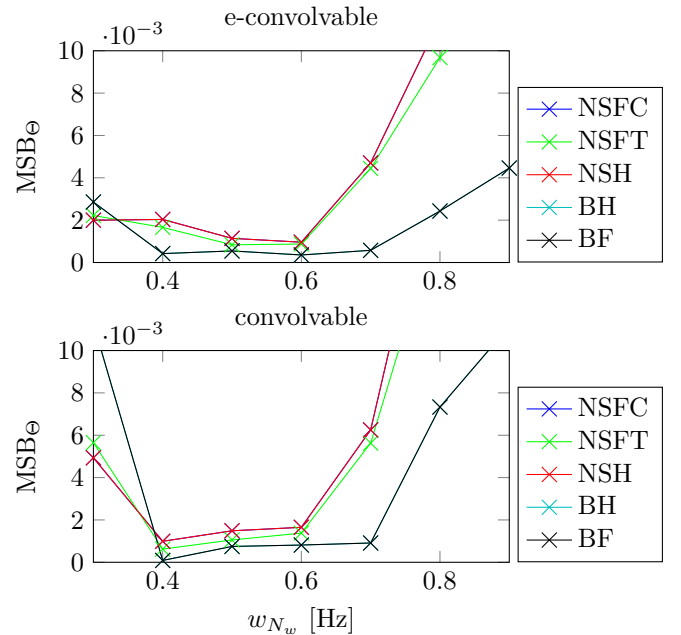 e-convolvable
·10⁻³
10
8
6
4
2
0
MSB_Θ
0.4 0.6 0.8
NSFC
NSFT
NSH
BH
BF
convolvable
·10⁻³
10
8
6
4
2
0
MSB_Θ
0.4 0.6 0.8
w_{N_w} [Hz]
NSFC
NSFT
NSH
BH
BF